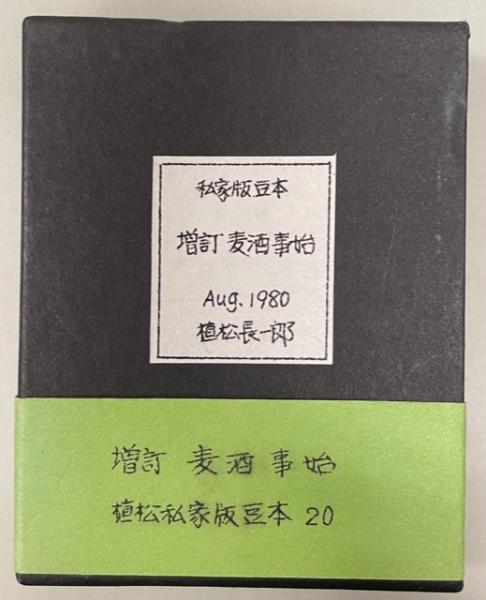 私家版豆本
増訂 麦酒事始
Aug. 1980
植松長一郎
増訂 麦酒事始
植松私家版豆本 20